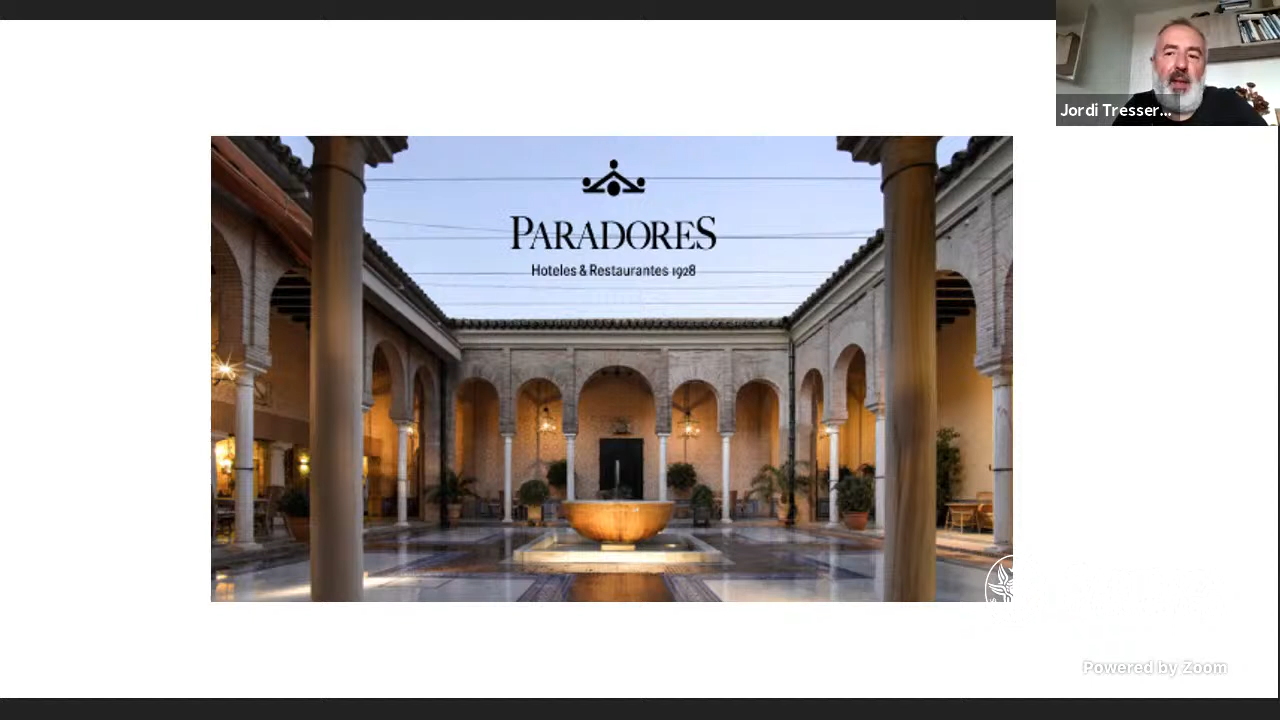 Jordi Tresser...
PARADORES
Hoteles & Restaurantes 1928
Powered by Zoom